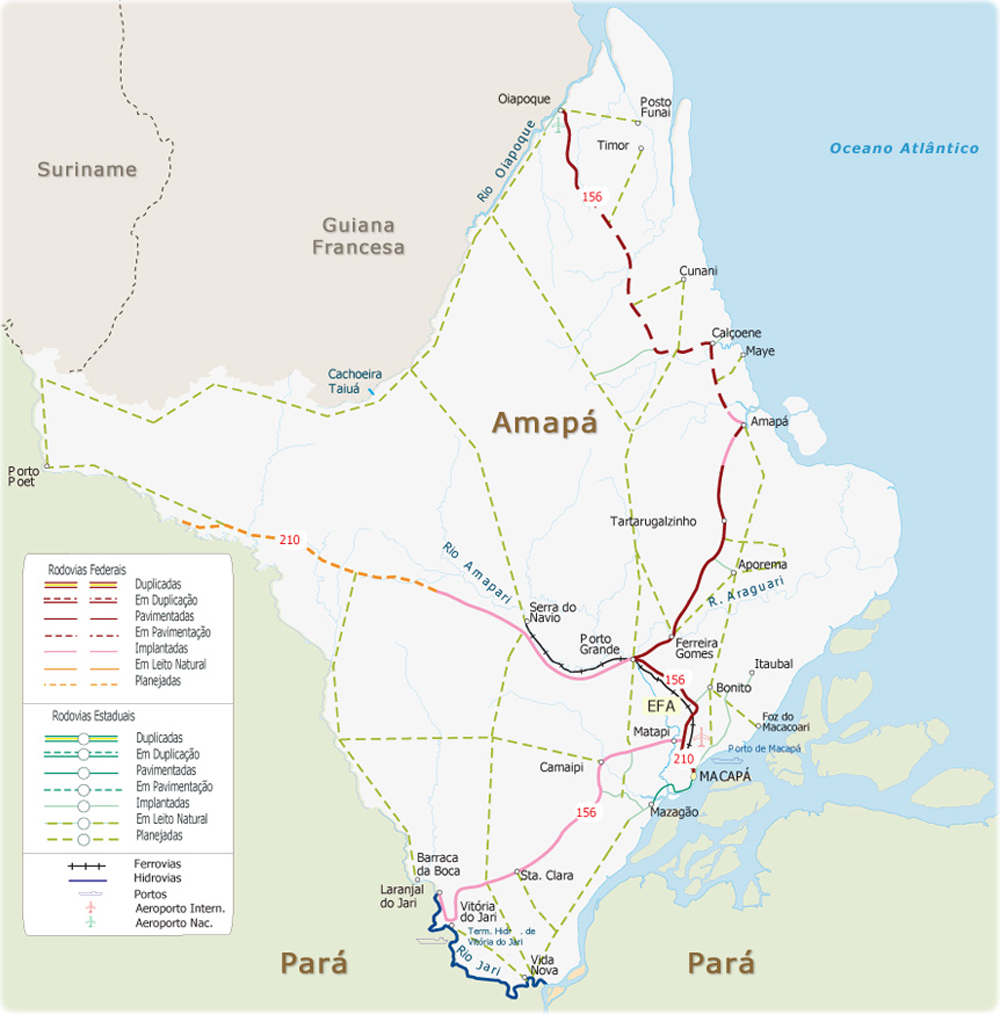 Oiapoque
Posto
Funai
Timor
Rio Oiapoque
Oceano Atlântico
Suriname
156
Guiana
Francesa
Cunani
Calçoene
Maye
Cachoeira
Taiuá
Amapá
Amapá
Porto
Poet
Tartarugalzinho
210
Rio Amapari
Aporema
R. Araguari
Serra do
Navio
Porto
Grande
Ferreira
Gomes
Itaubal
156
Bonito
EFA
Foz do
Macacoari
Matapi
Porto de Macapá
210
Camaipi
MACAPÁ
156
Mazagão
Barraca
da Boca
Sta. Clara
Laranjal
do Jari
Vitória
do Jari
Term. Hidr . de
Vitória do Jari
Rio Jari
Vida
Nova
Pará
Pará
Rodovias Federais
Duplicadas
Em Duplicação
Pavimentadas
Em Pavimentação
Implantadas
Em Leito Natural
Planejadas
Rodovias Estaduais
Duplicadas
Em Duplicação
Pavimentadas
Em Pavimentação
Implantadas
Em Leito Natural
Planejadas
Ferrovias
Hidrovias
Portos
Aeroporto Intern.
Aeroporto Nac.